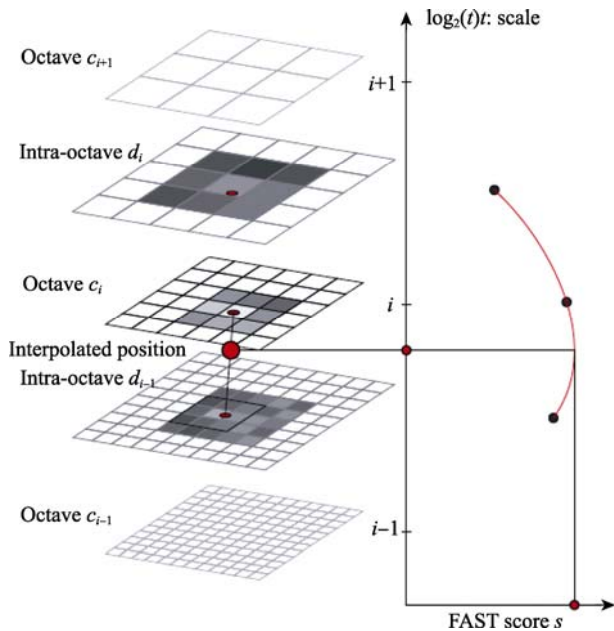 log₂(t)t: scale
Octave cᵢ₊₁
i+1
Intra-octave dᵢ
Octave cᵢ
i
Interpolated position
Intra-octave dᵢ₋₁
Octave cᵢ₋₁
i−1
FAST score s